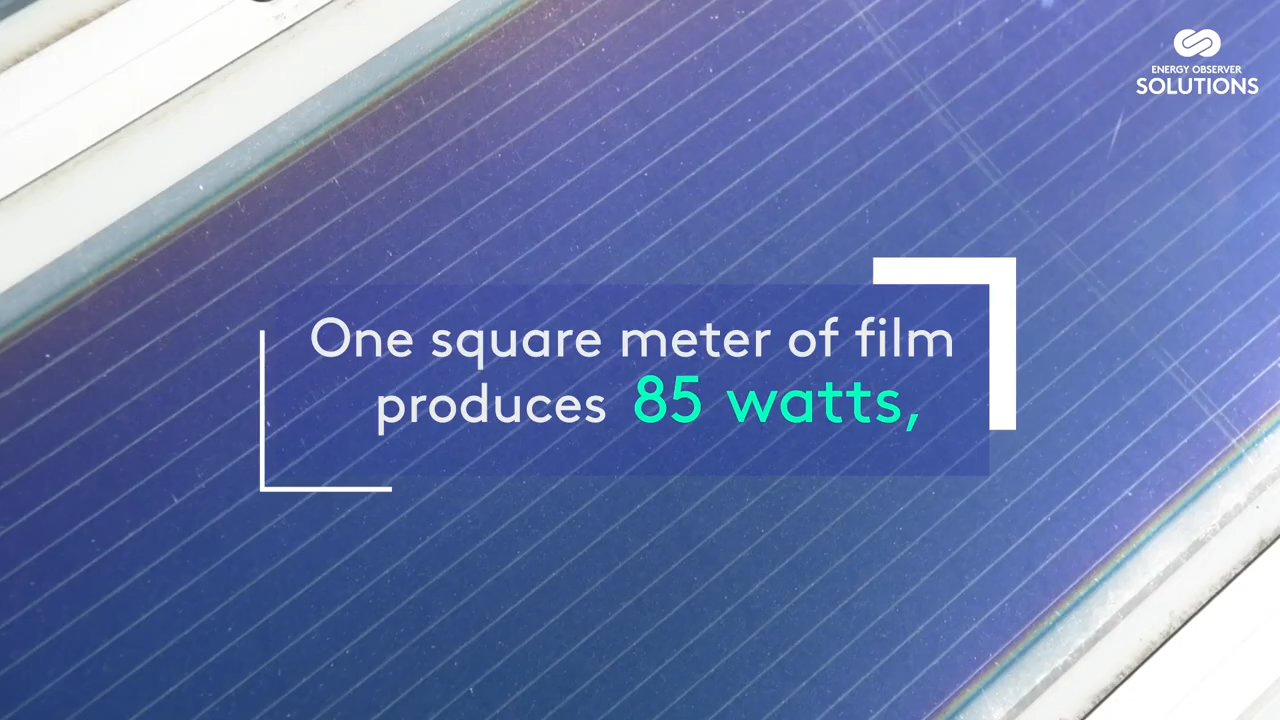 ENERGY OBSERVER
SOLUTIONS
One square meter of film
produces 85 watts,